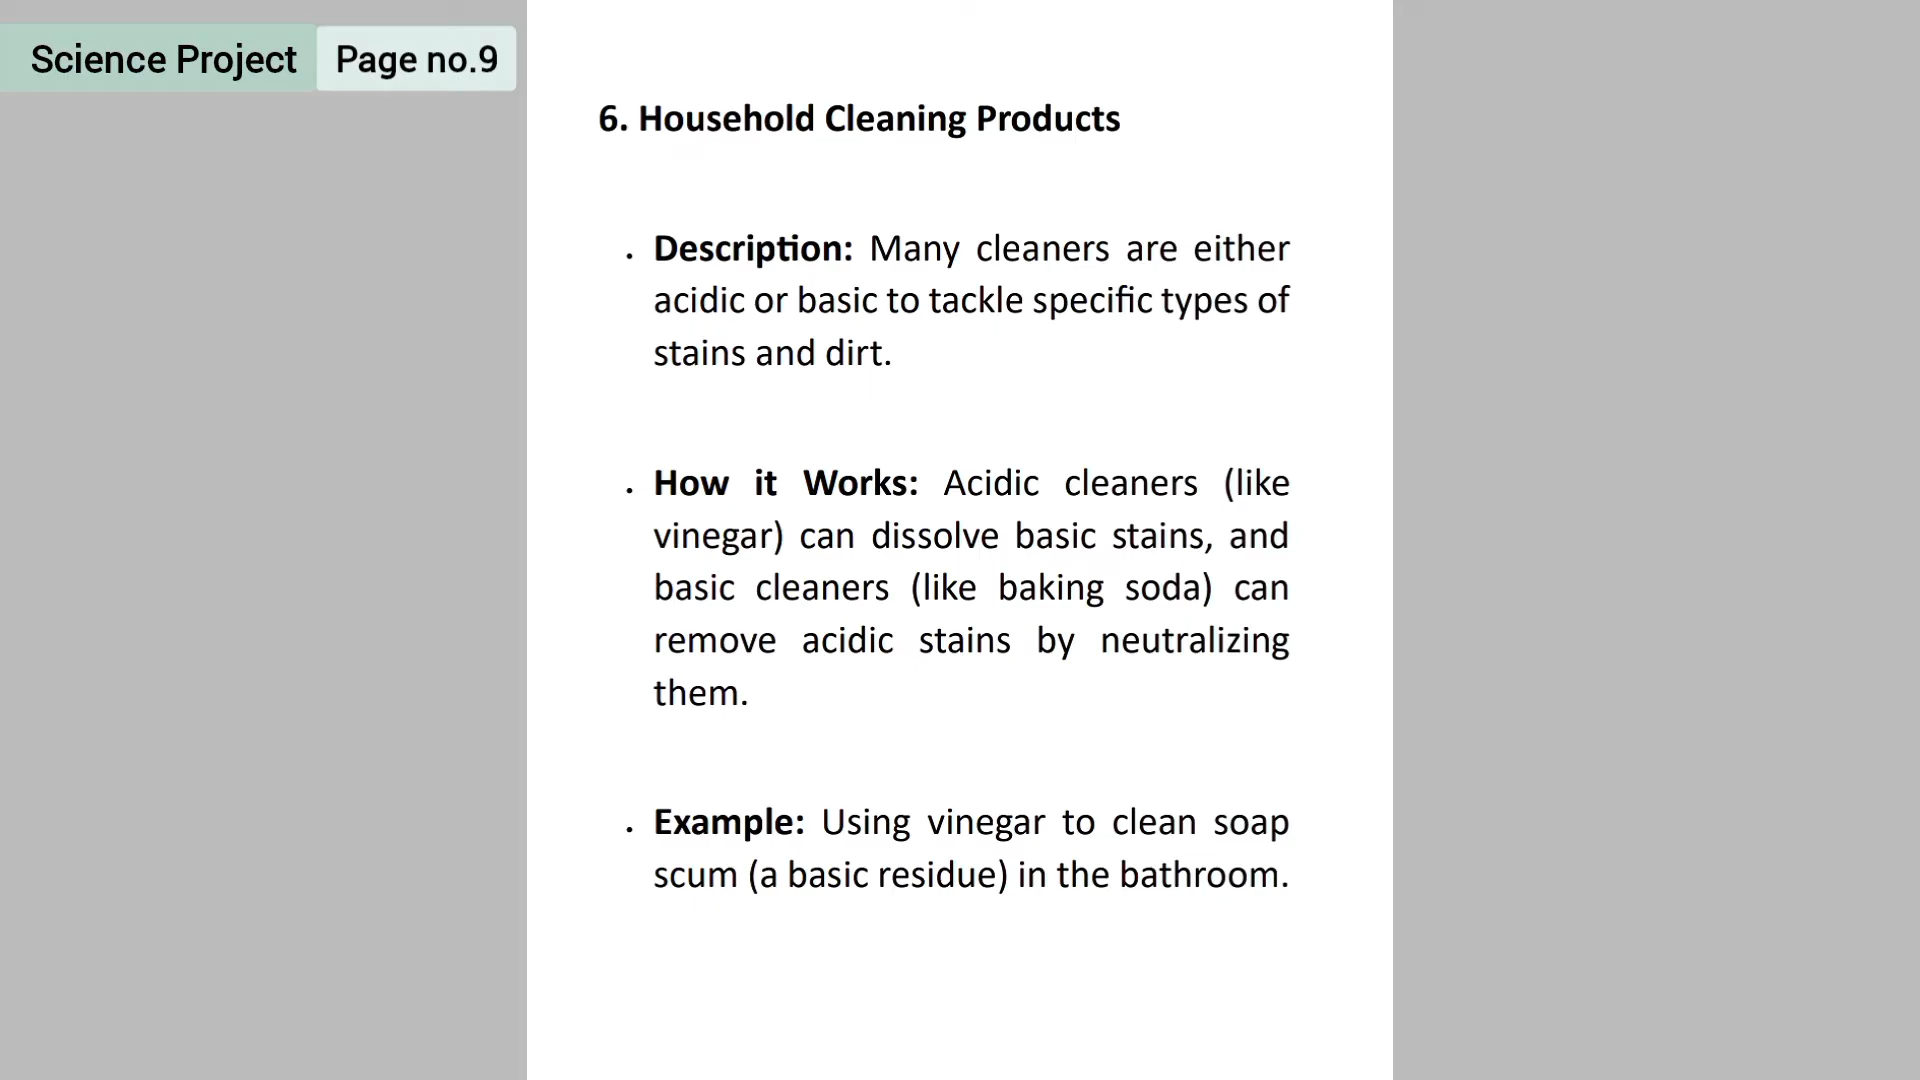 Science Project Page no.9
6. Household Cleaning Products
• Description: Many cleaners are either
acidic or basic to tackle specific types of
stains and dirt.
• How it Works: Acidic cleaners (like
vinegar) can dissolve basic stains, and
basic cleaners (like baking soda) can
remove acidic stains by neutralizing
them.
• Example: Using vinegar to clean soap
scum (a basic residue) in the bathroom.